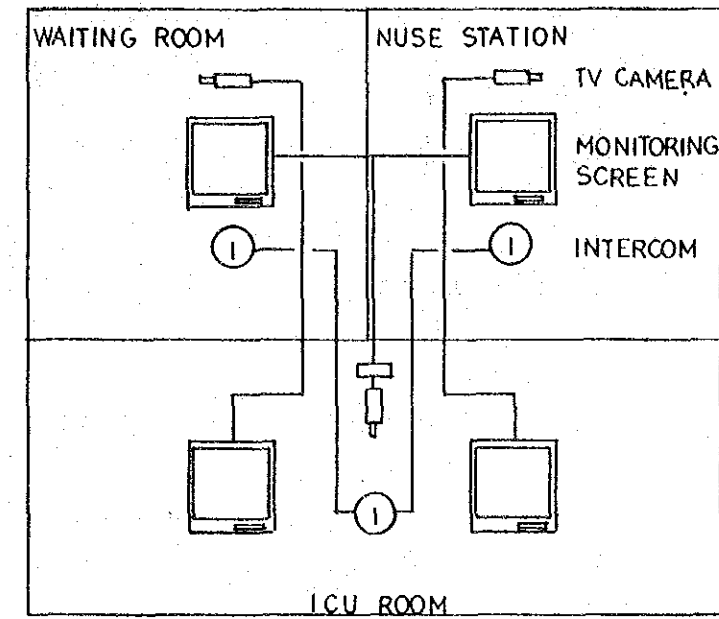 WAITING ROOM
NUSE STATION
TV CAMERA
MONITORING
SCREEN
I
I
INTERCOM
I
ICU ROOM